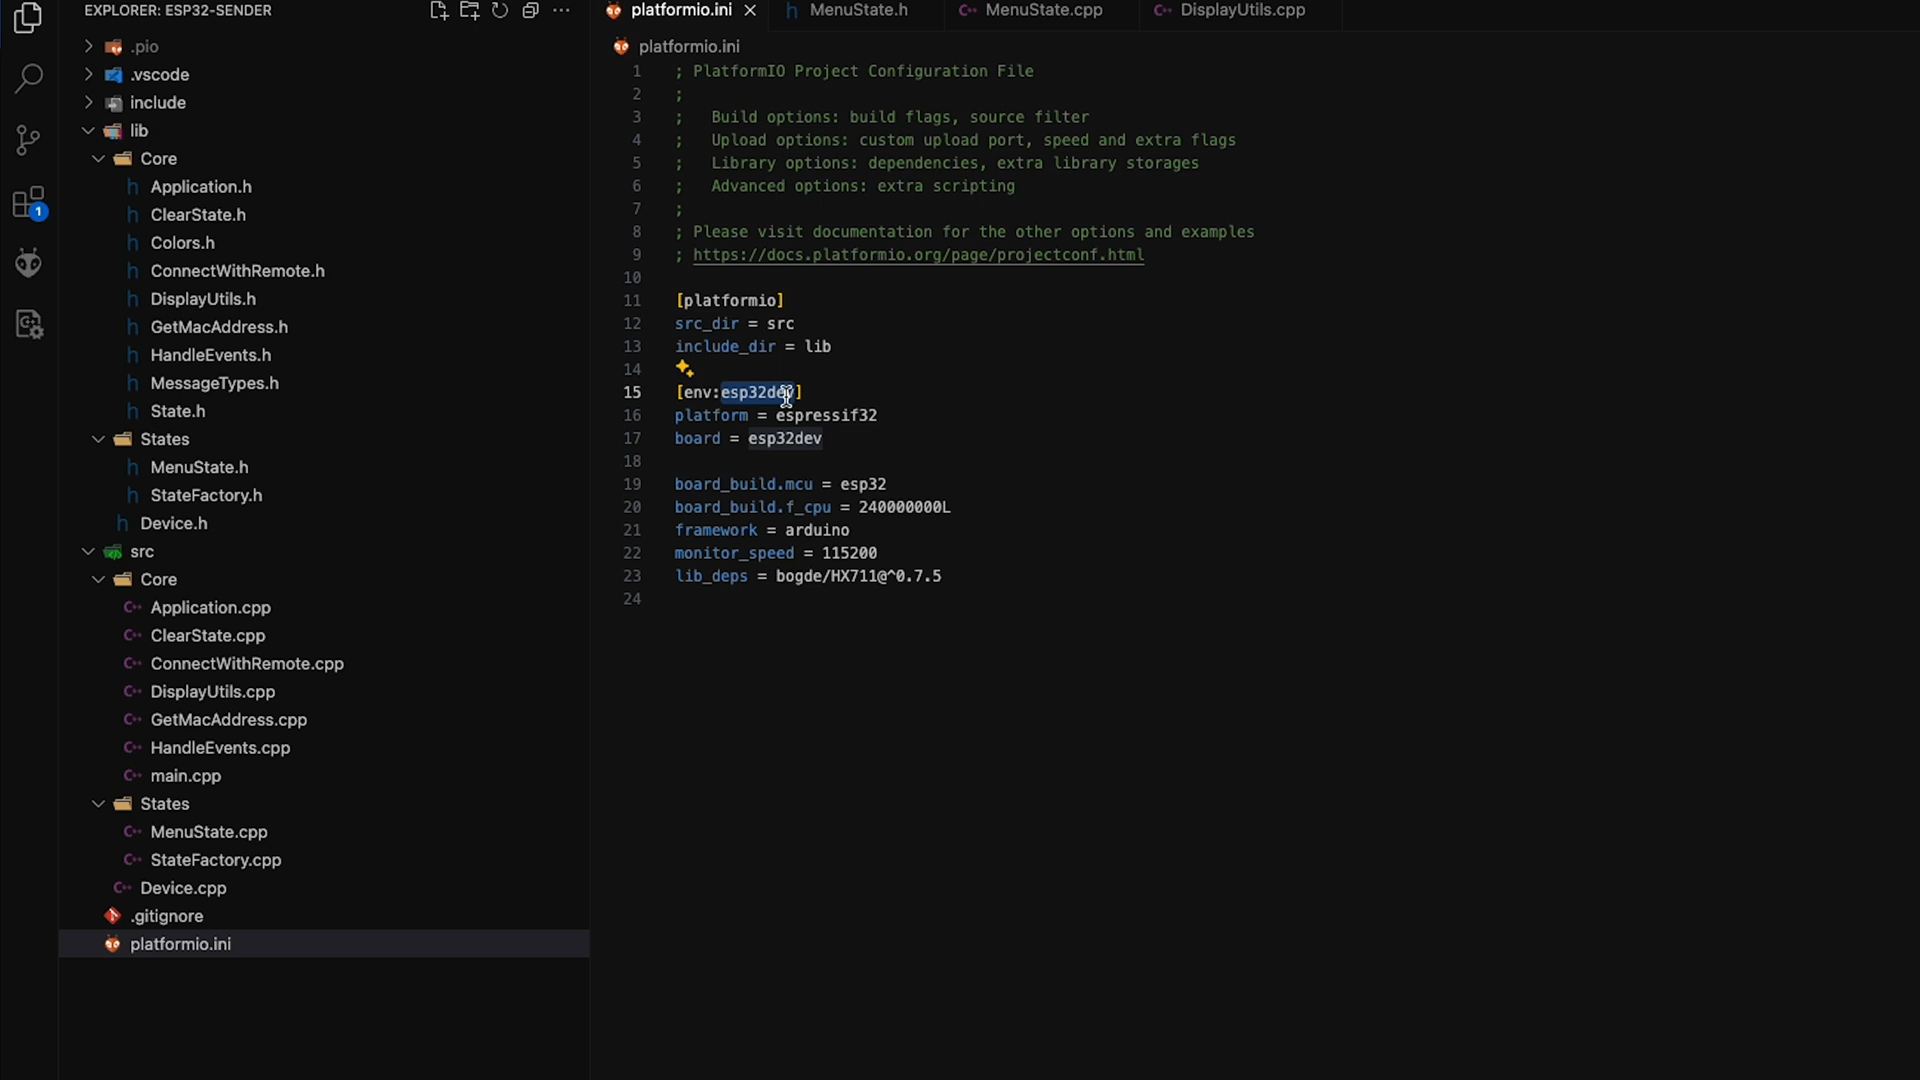 EXPLORER: ESP32-SENDER
.pio
.vscode
include
lib
Core
Application.h
ClearState.h
Colors.h
ConnectWithRemote.h
DisplayUtils.h
GetMacAddress.h
HandleEvents.h
MessageTypes.h
State.h
States
MenuState.h
StateFactory.h
Device.h
src
Core
Application.cpp
ClearState.cpp
ConnectWithRemote.cpp
DisplayUtils.cpp
GetMacAddress.cpp
HandleEvents.cpp
main.cpp
States
MenuState.cpp
StateFactory.cpp
Device.cpp
.gitignore
platformio.ini
1
platformio.ini MenuState.h MenuState.cpp DisplayUtils.cpp
platformio.ini
1 ; PlatformIO Project Configuration File
2 ;
3 ;   Build options: build flags, source filter
4 ;   Upload options: custom upload port, speed and extra flags
5 ;   Library options: dependencies, extra library storages
6 ;   Advanced options: extra scripting
7 ;
8 ; Please visit documentation for the other options and examples
9 ; https://docs.platformio.org/page/projectconf.html
10
11 [platformio]
12 src_dir = src
13 include_dir = lib
14
15 [env:esp32dev]
16 platform = espressif32
17 board = esp32dev
18
19 board_build.mcu = esp32
20 board_build.f_cpu = 240000000L
21 framework = arduino
22 monitor_speed = 115200
23 lib_deps = bogde/HX711@^0.7.5
24